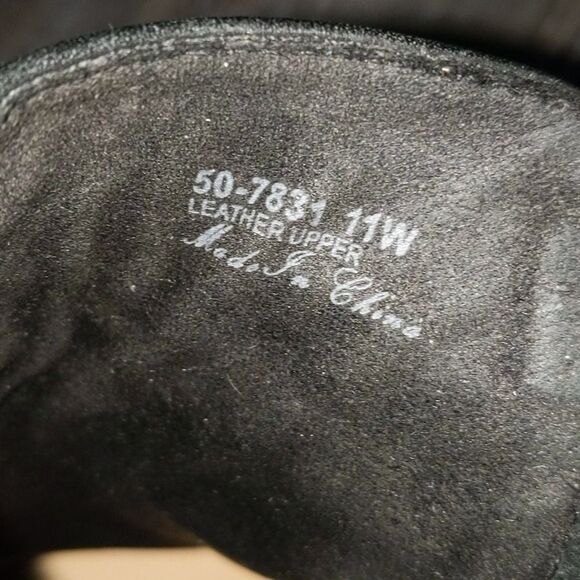 50-7831 11W
LEATHER UPPER
Made In China